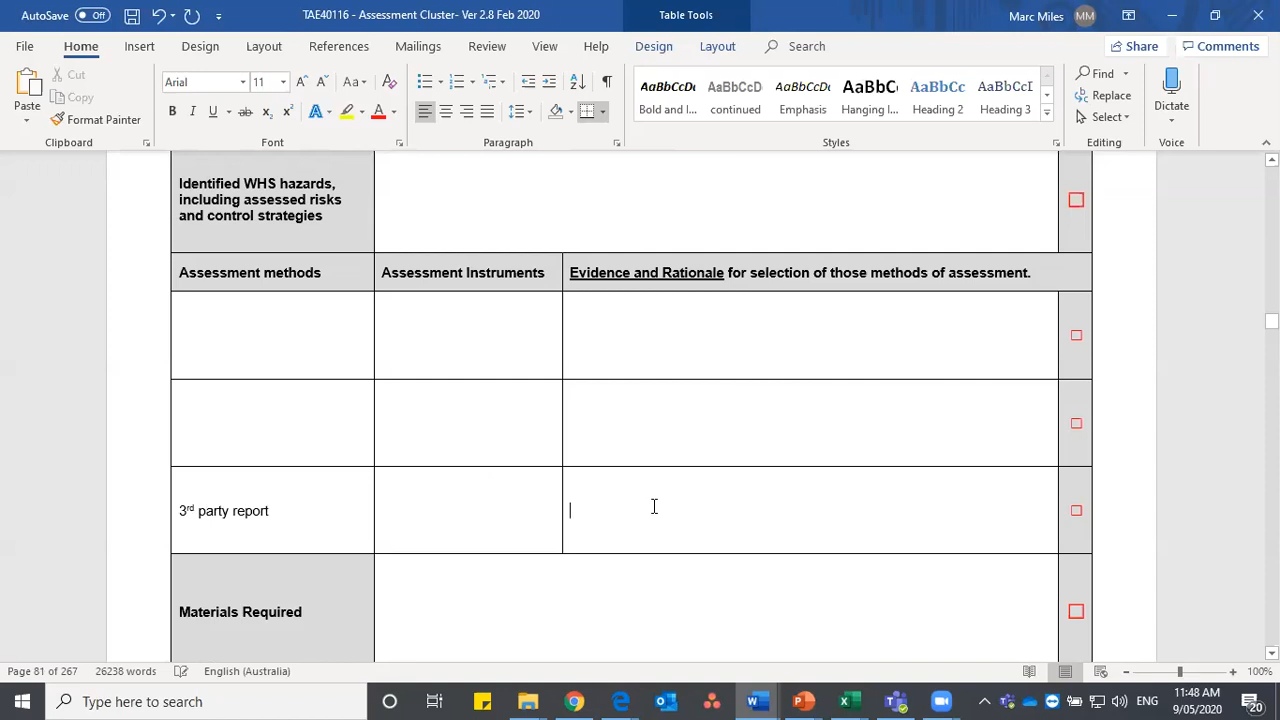 AutoSave Off TAE40116 - Assessment Cluster- Ver 2.8 Feb 2020 Table Tools Marc Miles MM
File Home Insert Design Layout References Mailings Review View Help Design Layout Search Share Comments
Paste
Cut
Copy
Format Painter
Arial 11 Aa
AaBbCcDc AaBbCcDc AaBbCcDc AaBbC AaBbCc AaBbCcI
Bold and I... continued Emphasis Hanging I... Heading 2 Heading 3
Find
Replace
Select
Dictate
Clipboard Font Paragraph Styles Editing Voice
Identified WHS hazards,
including assessed risks
and control strategies
Assessment methods Assessment Instruments Evidence and Rationale for selection of those methods of assessment.
3rd party report
Materials Required
Page 81 of 267 26238 words English (Australia) 100%
Type here to search ENG 11:48 AM
9/05/2020 20